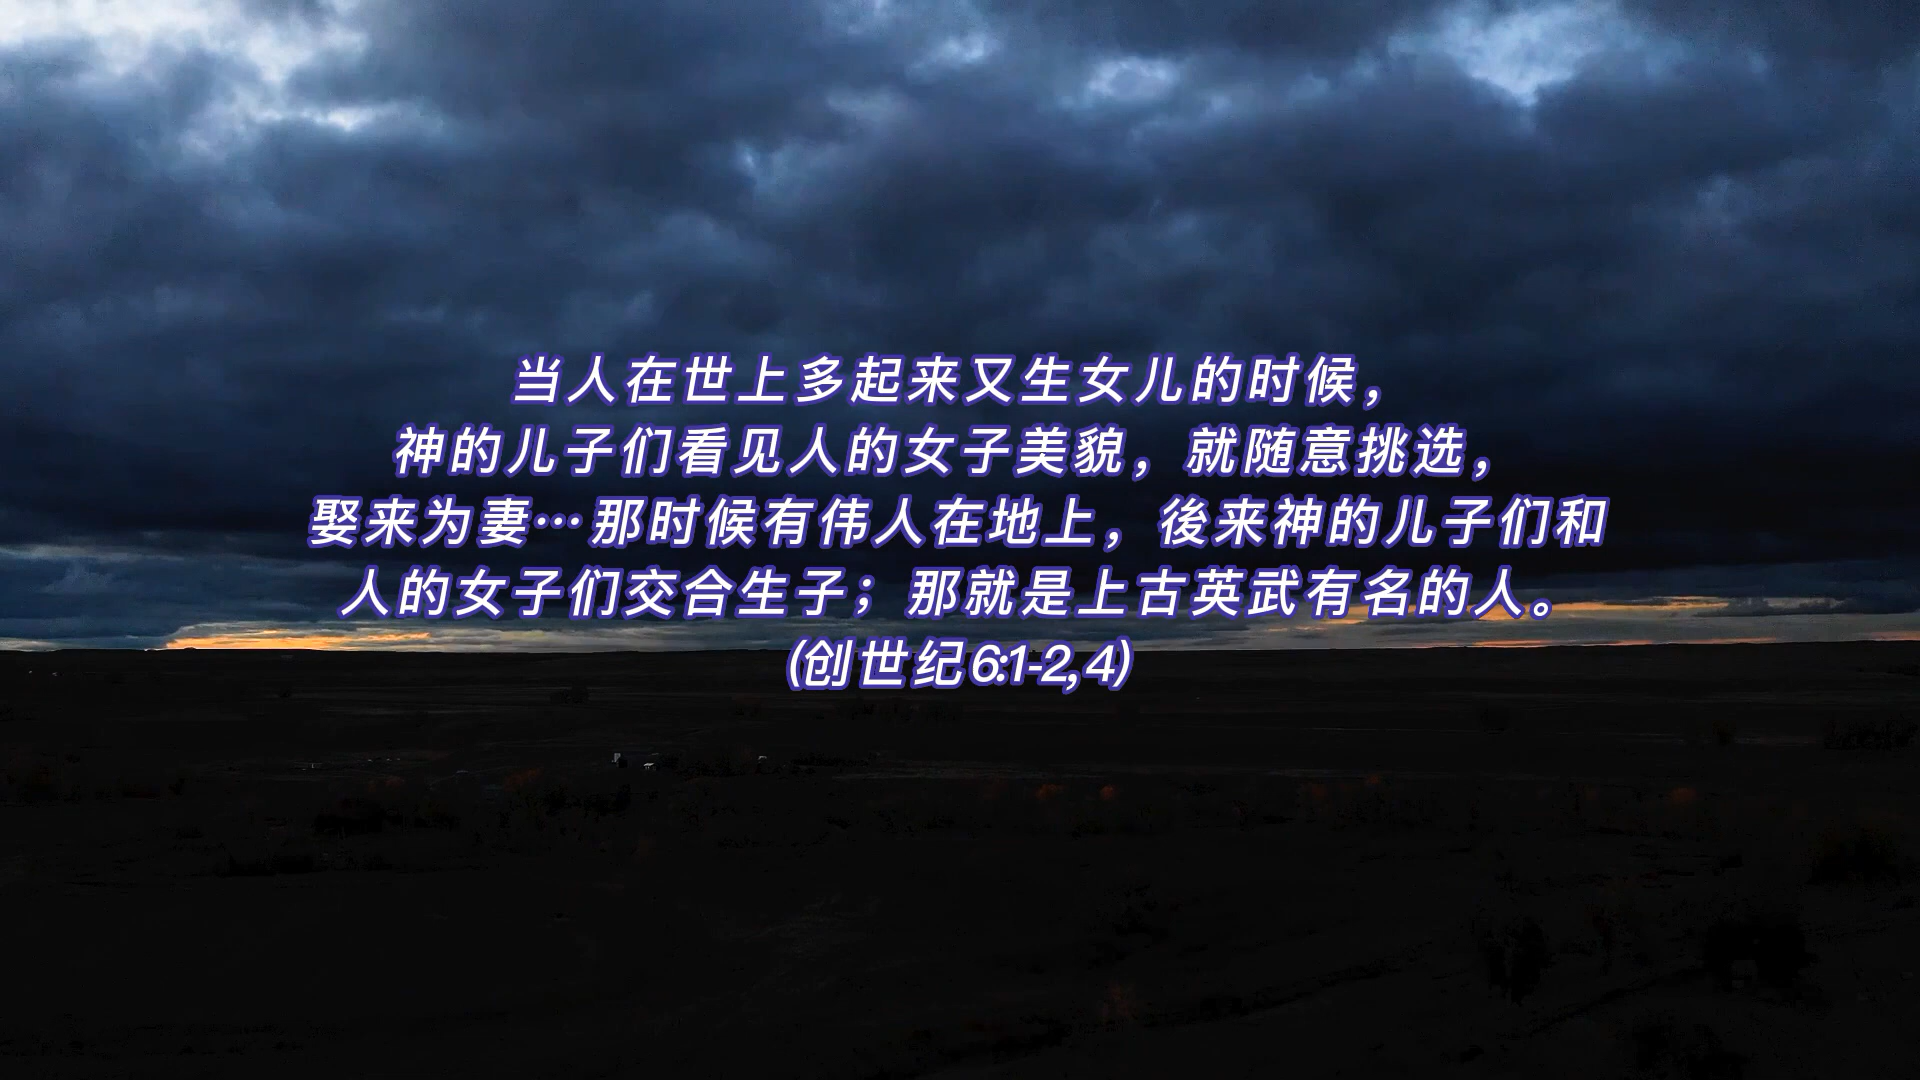 当人在世上多起来又生女儿的时候，
神的儿子们看见人的女子美貌，就随意挑选，
娶来为妻…那时候有伟人在地上，後来神的儿子们和
人的女子们交合生子；那就是上古英武有名的人。
(创世纪6:1-2, 4)